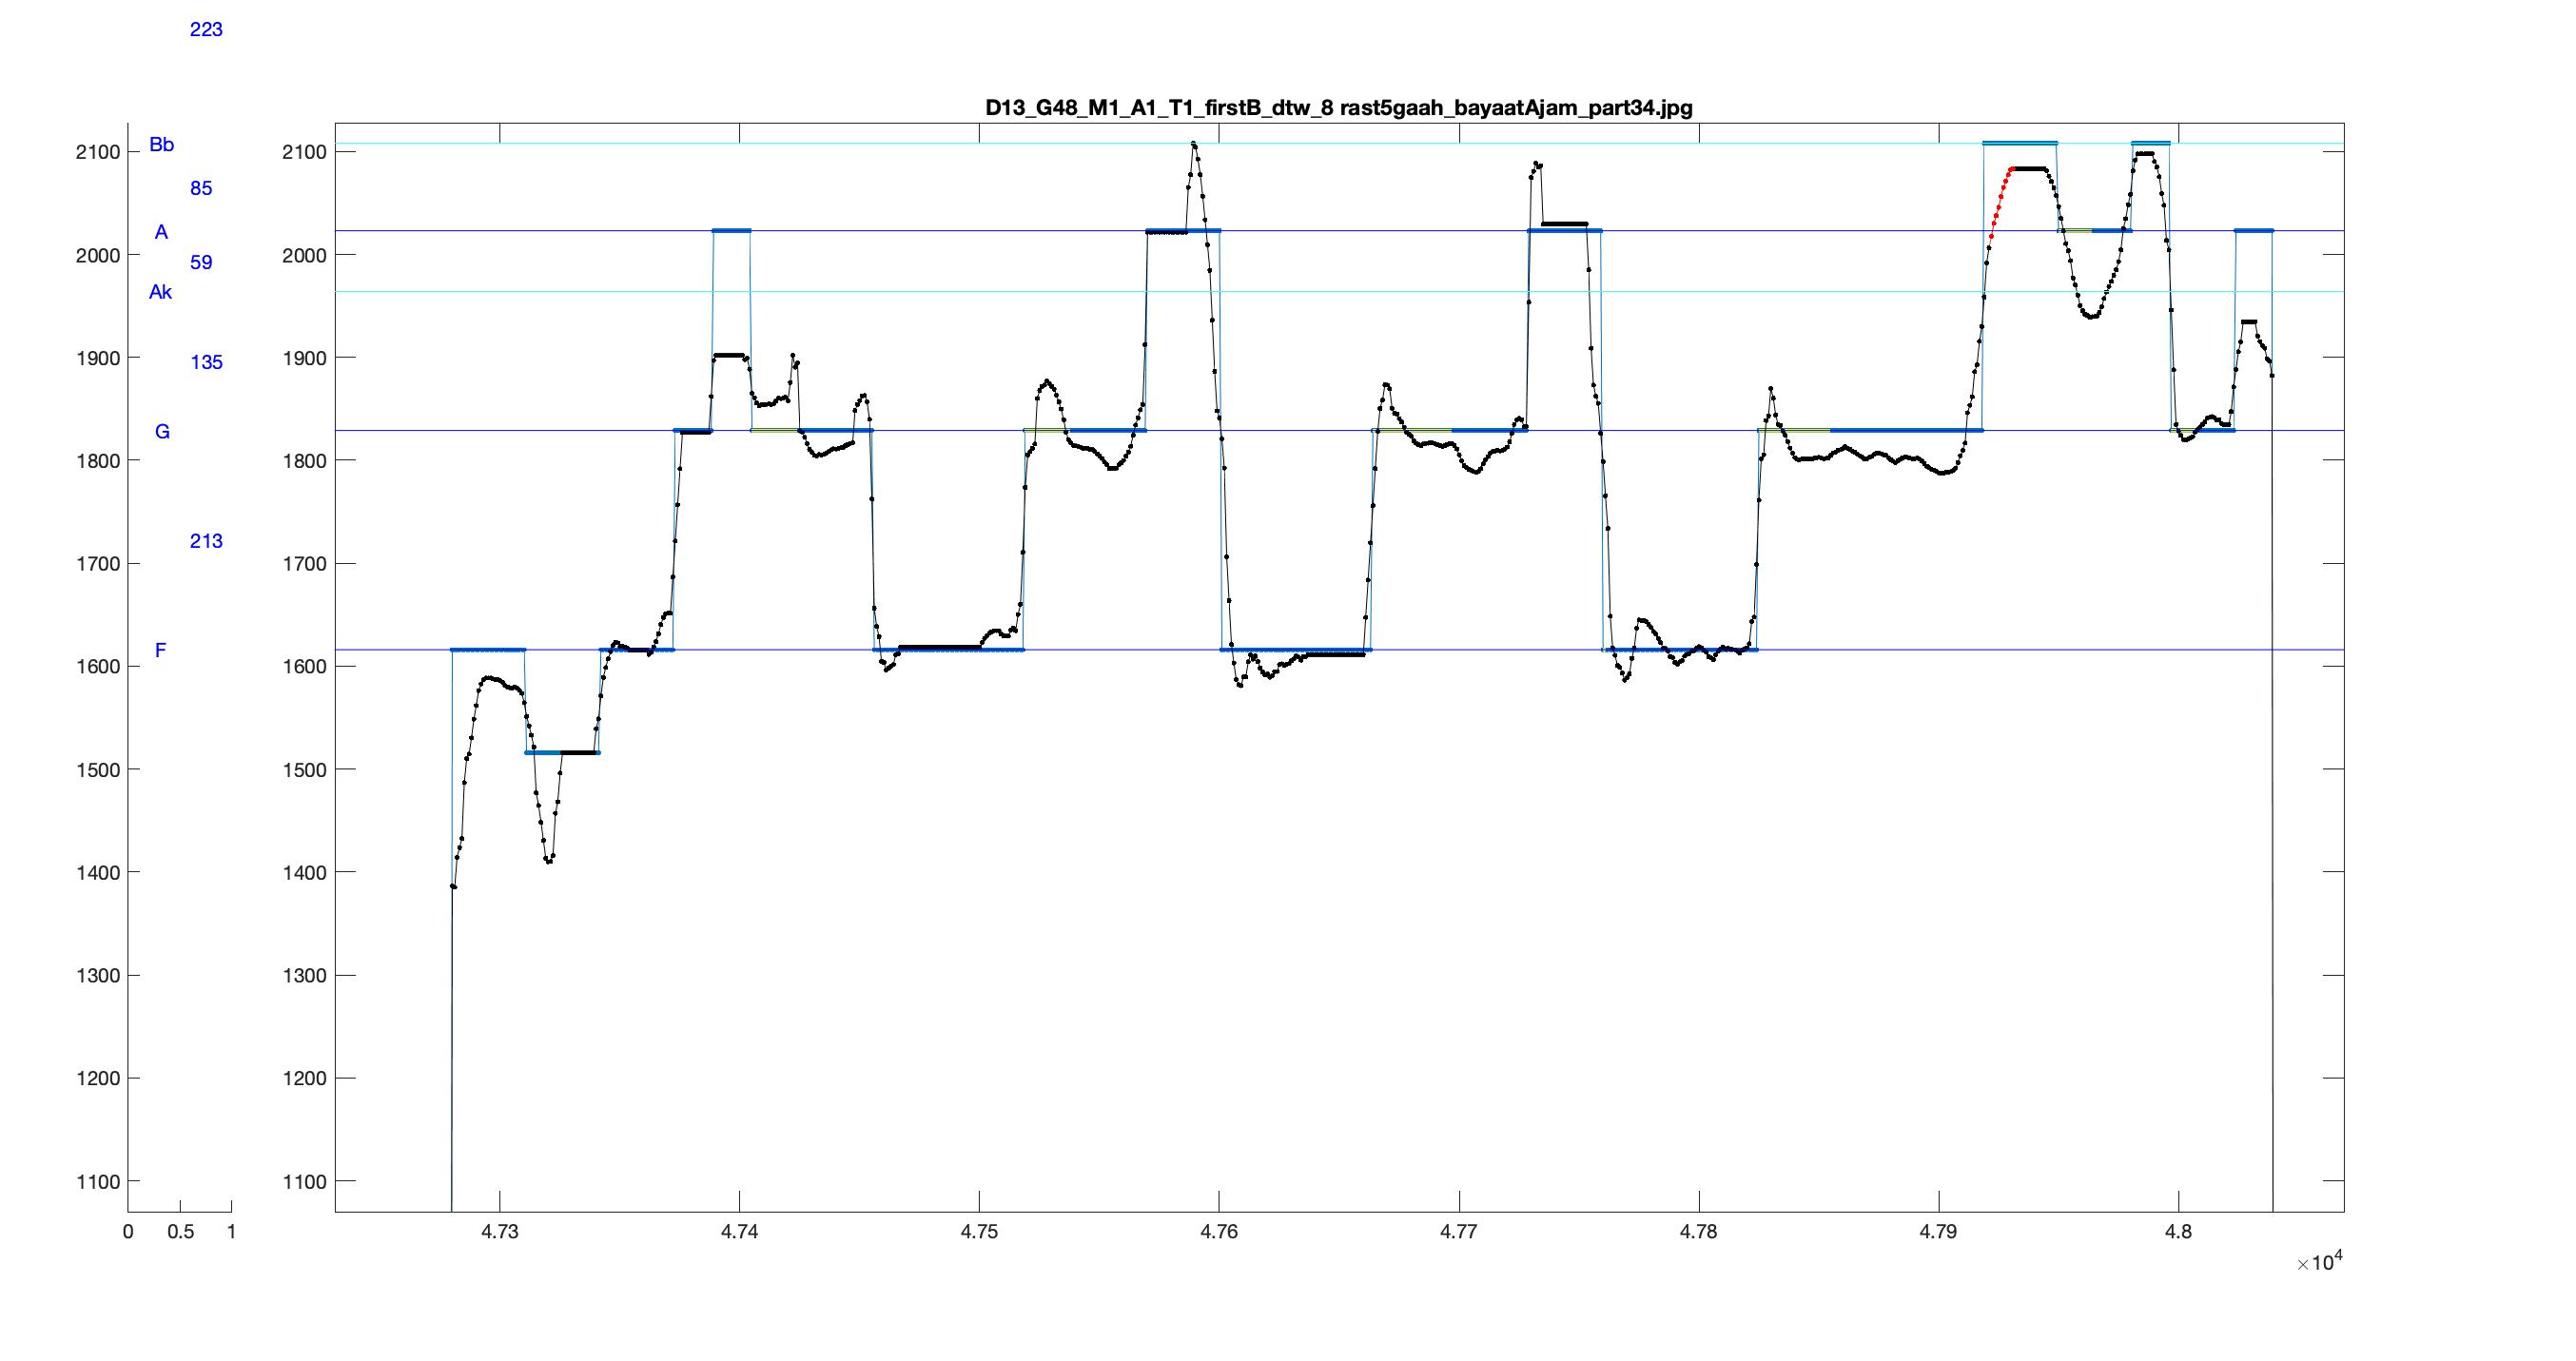 223
D13_G48_M1_A1_T1_firstB_dtw_8 rast5gaah_bayaatAjam_part34.jpg
2100 Bb 2100
85
A
2000 59 2000
Ak
1900 135 1900
G
1800 1800
213
1700 1700
F
1600 1600
1500 1500
1400 1400
1300 1300
1200 1200
1100 1100
0 0.5 1 4.73 4.74 4.75 4.76 4.77 4.78 4.79 4.8
×10⁴